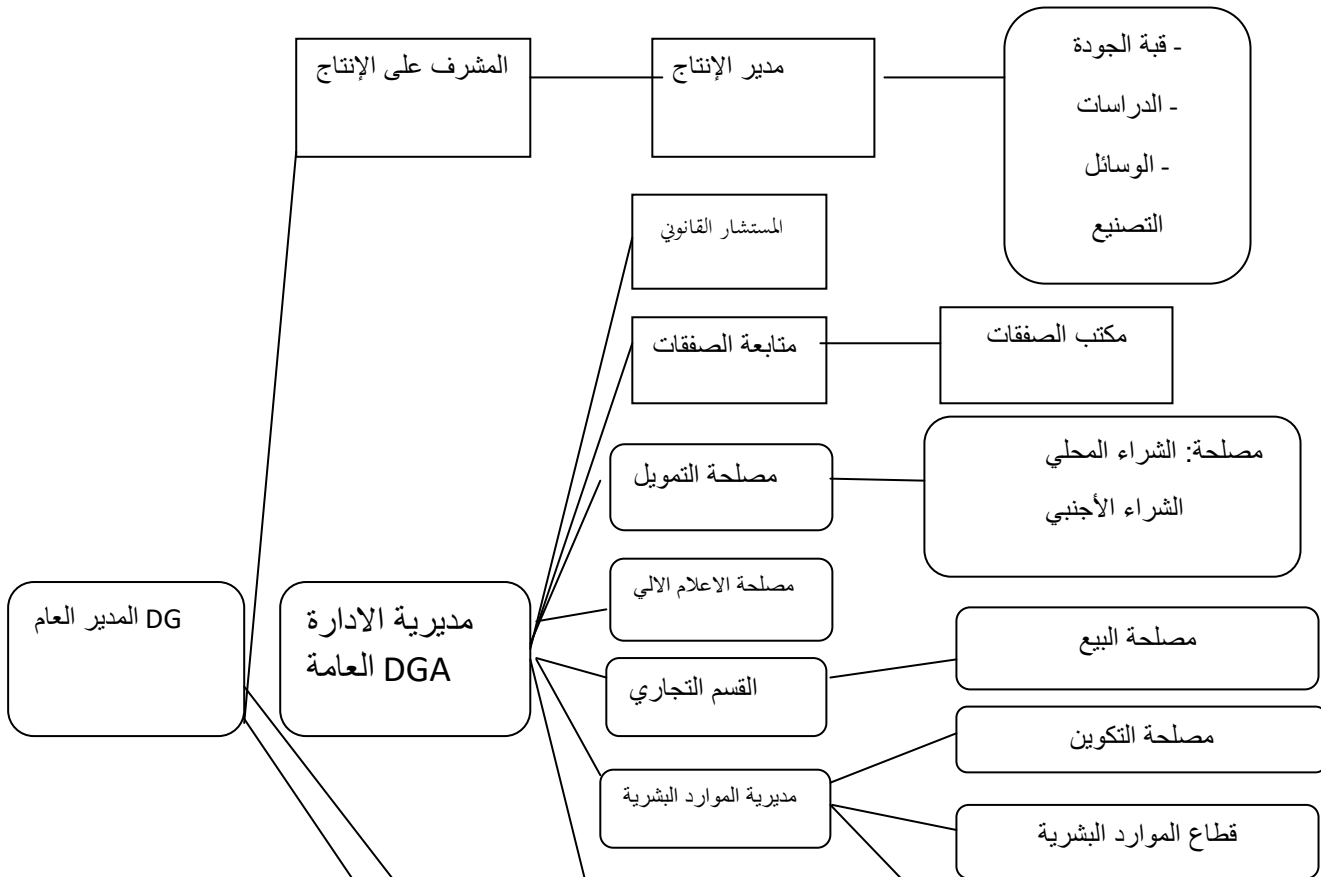 المشرف على الإنتاج
مدير الإنتاج
- قبة الجودة
- الدراسات
- الوسائل
التصنيع
المستشار القانوني
متابعة الصفقات
مكتب الصفقات
مصلحة التمويل
مصلحة: الشراء المحلي
الشراء الأجنبي
مصلحة الاعلام الالي
DG المدير العام
مديرية الادارة
العامة DGA
القسم التجاري
مصلحة البيع
مديرية الموارد البشرية
مصلحة التكوين
قطاع الموارد البشرية